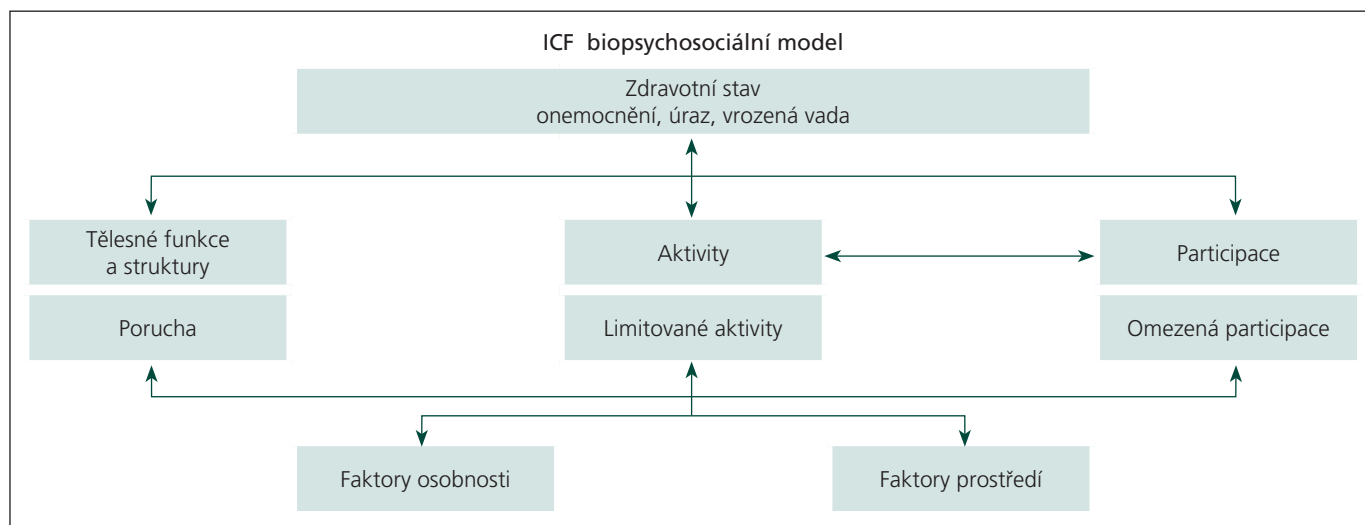 ICF biopsychosociální model
Zdravotní stav
onemocnění, úraz, vrozená vada
Tělesné funkce
a struktury
Aktivity
Participace
Porucha
Limitované aktivity
Omezená participace
Faktory osobnosti
Faktory prostředí